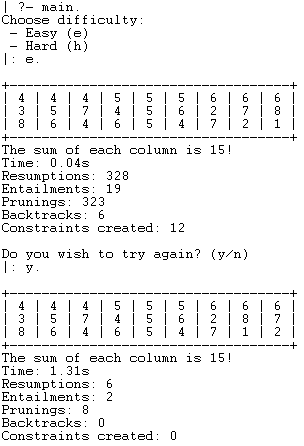 | ?- main.
Choose difficulty:
 - Easy (e)
 - Hard (h)
|: e.
+-----------------------------------+
| 4 | 4 | 4 | 5 | 5 | 5 | 6 | 6 | 6 |
| 3 | 5 | 7 | 4 | 5 | 6 | 2 | 7 | 8 |
| 8 | 6 | 4 | 6 | 5 | 4 | 7 | 2 | 1 |
+-----------------------------------+
The sum of each column is 15!
Time: 0.04s
Resumptions: 328
Entailments: 19
Prunings: 323
Backtracks: 6
Constraints created: 12
Do you wish to try again? (y/n)
|: y.
+-----------------------------------+
| 4 | 4 | 4 | 5 | 5 | 5 | 6 | 6 | 6 |
| 3 | 5 | 7 | 4 | 5 | 6 | 2 | 8 | 7 |
| 8 | 6 | 4 | 6 | 5 | 4 | 7 | 1 | 2 |
+-----------------------------------+
The sum of each column is 15!
Time: 1.31s
Resumptions: 6
Entailments: 2
Prunings: 8
Backtracks: 0
Constraints created: 0